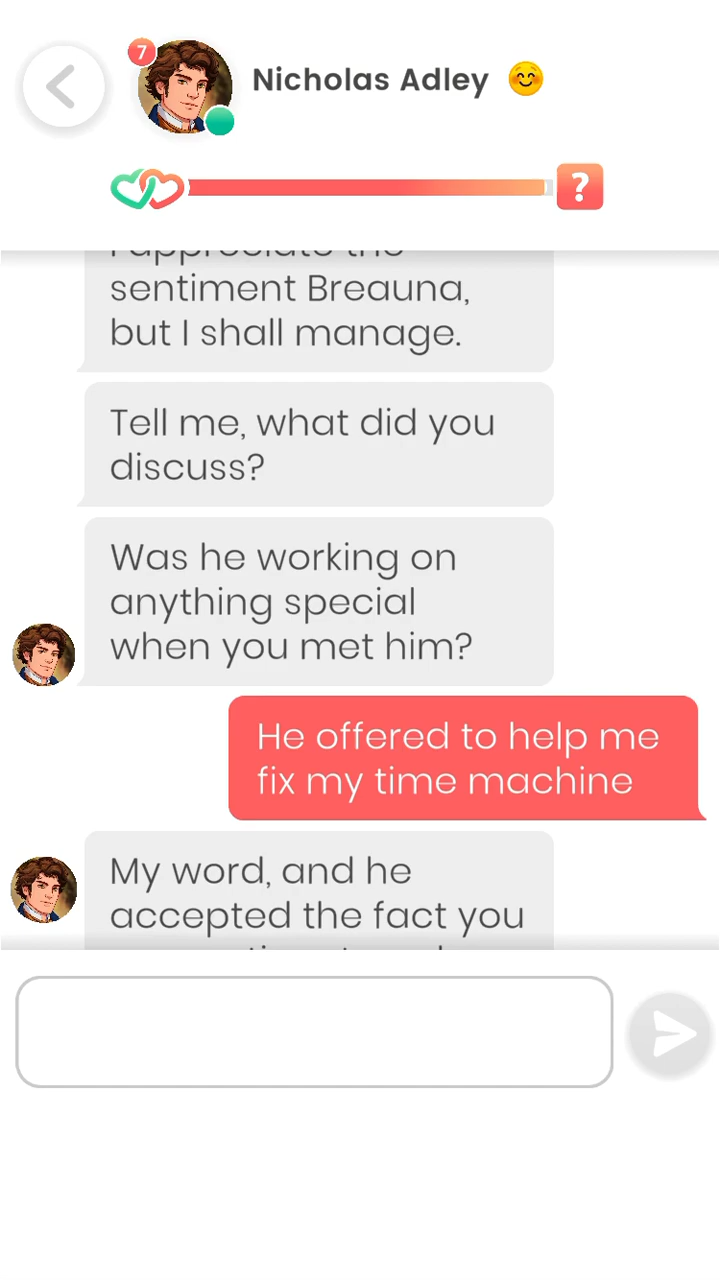 7
Nicholas Adley
?
sentiment Breauna,
but I shall manage.
Tell me, what did you
discuss?
Was he working on
anything special
when you met him?
He offered to help me
fix my time machine
My word, and he
accepted the fact you